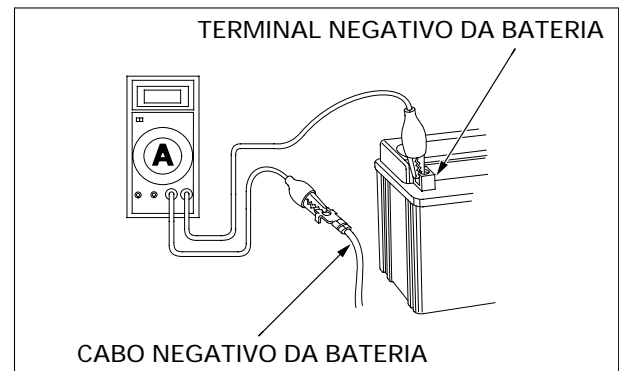 TERMINAL NEGATIVO DA BATERIA
A
CABO NEGATIVO DA BATERIA